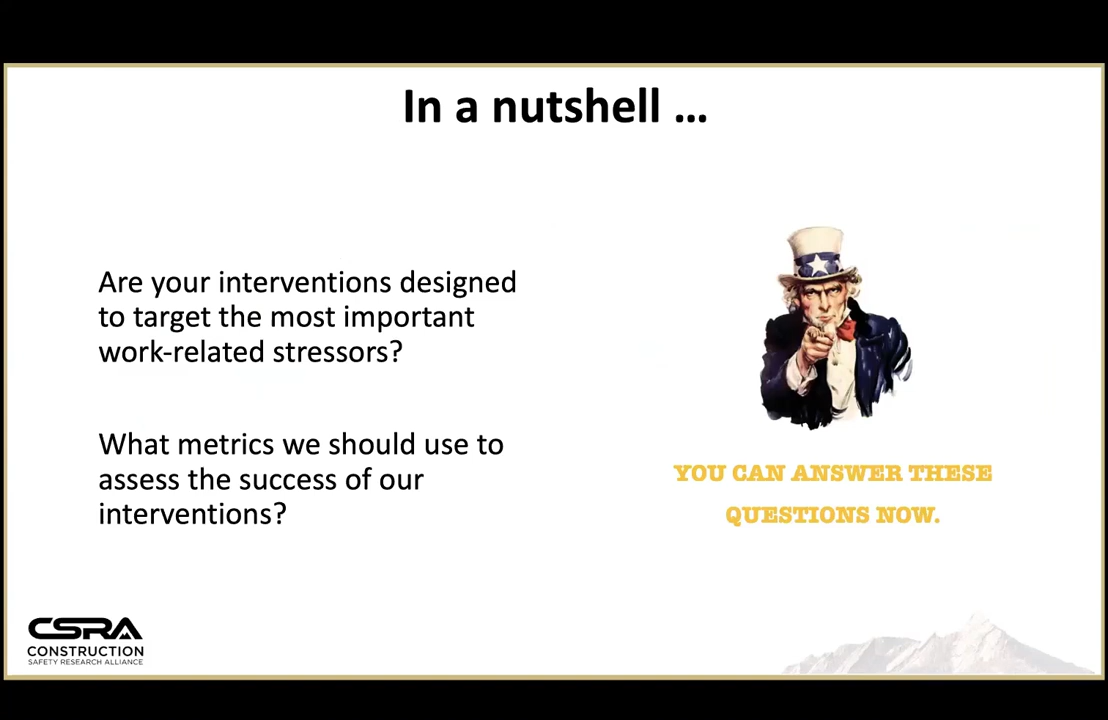 In a nutshell ...
Are your interventions designed
to target the most important
work-related stressors?
What metrics we should use to
assess the success of our
interventions?
YOU CAN ANSWER THESE
QUESTIONS NOW.
CSRA
CONSTRUCTION
SAFETY RESEARCH ALLIANCE